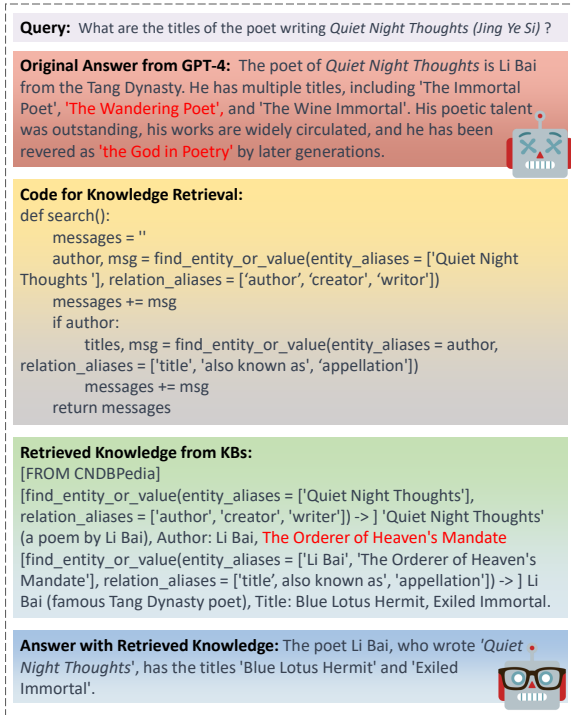 Query: What are the titles of the poet writing Quiet Night Thoughts (Jing Ye Si) ?
Original Answer from GPT-4: The poet of Quiet Night Thoughts is Li Bai
from the Tang Dynasty. He has multiple titles, including 'The Immortal
Poet', 'The Wandering Poet', and 'The Wine Immortal'. His poetic talent
was outstanding, his works are widely circulated, and he has been
revered as 'the God in Poetry' by later generations.
Code for Knowledge Retrieval:
def search():
messages = ''
author, msg = find_entity_or_value(entity_aliases = ['Quiet Night
Thoughts '], relation_aliases = ['author', 'creator', 'writor'])
messages += msg
if author:
titles, msg = find_entity_or_value(entity_aliases = author,
relation_aliases = ['title', 'also known as', 'appellation'])
messages += msg
return messages
Retrieved Knowledge from KBs:
[FROM CNDBPedia]
[find_entity_or_value(entity_aliases = ['Quiet Night Thoughts'],
relation_aliases = ['author', 'creator', 'writer']) -> ] 'Quiet Night Thoughts'
(a poem by Li Bai), Author: Li Bai, The Orderer of Heaven's Mandate
[find_entity_or_value(entity_aliases = ['Li Bai', 'The Orderer of Heaven's
Mandate'], relation_aliases = ['title', also known as', 'appellation']) -> ] Li
Bai (famous Tang Dynasty poet), Title: Blue Lotus Hermit, Exiled Immortal.
Answer with Retrieved Knowledge: The poet Li Bai, who wrote 'Quiet
Night Thoughts', has the titles 'Blue Lotus Hermit' and 'Exiled
Immortal'.